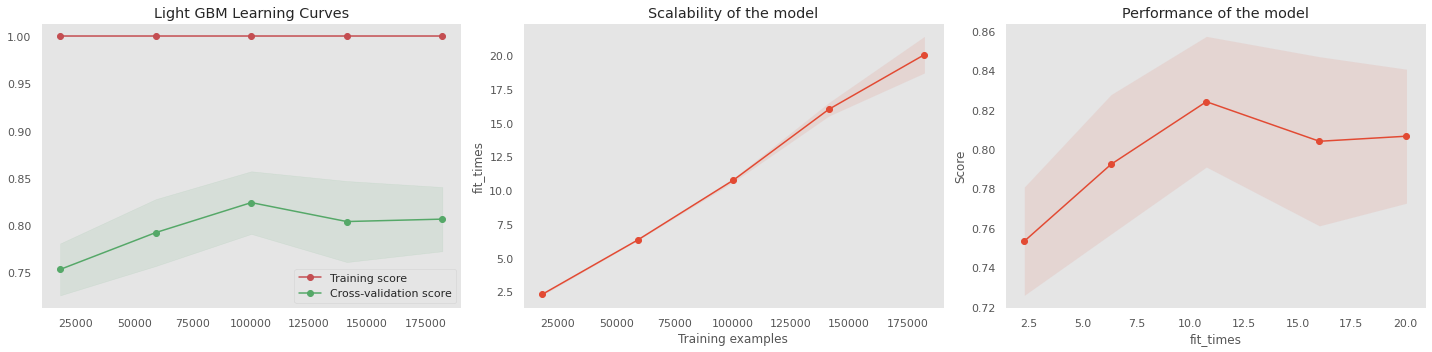 Light GBM Learning Curves
1.00
0.95
0.90
0.85
0.80
0.75
Training score
Cross-validation score
25000 50000 75000 100000 125000 150000 175000
Scalability of the model
fit_times
20.0
17.5
15.0
12.5
10.0
7.5
5.0
2.5
25000 50000 75000 100000 125000 150000 175000
Training examples
Performance of the model
Score
0.86
0.84
0.82
0.80
0.78
0.76
0.74
0.72
2.5 5.0 7.5 10.0 12.5 15.0 17.5 20.0
fit_times